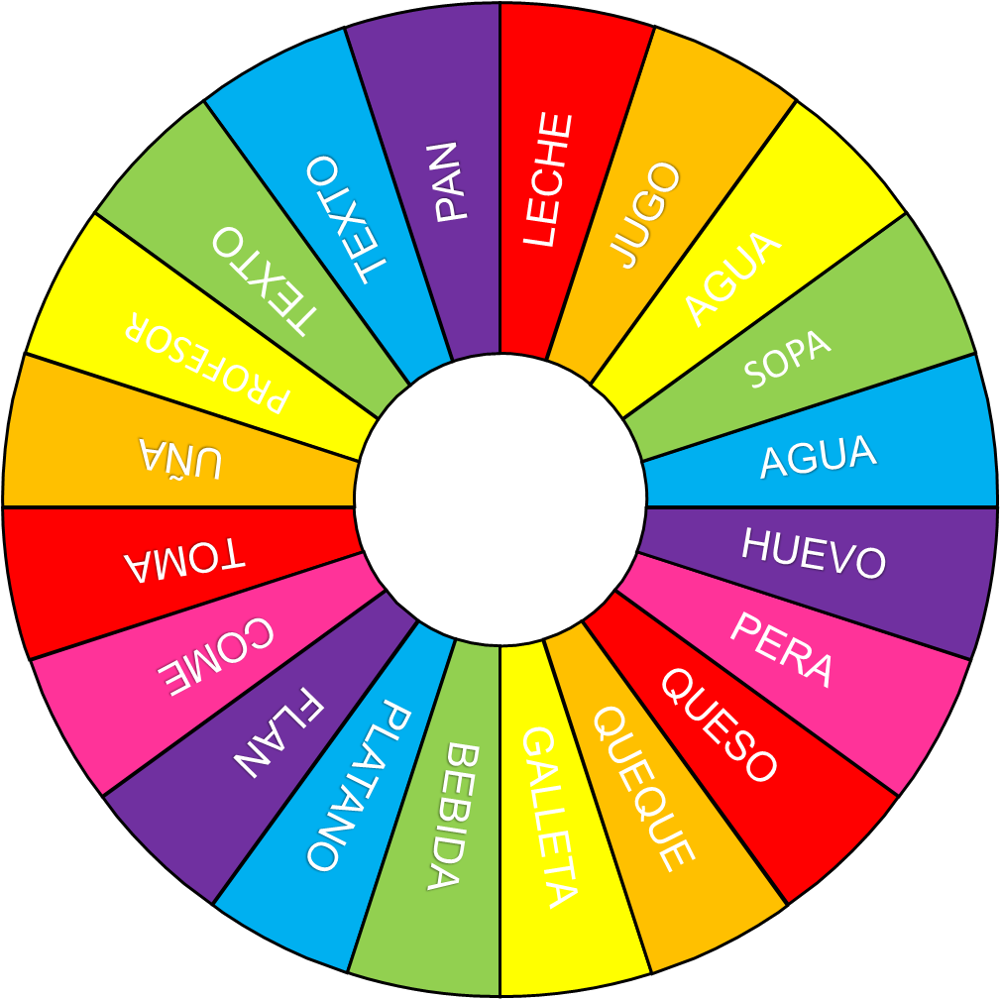 LECHE
JUGO
AGUA
SOPA
AGUA
HUEVO
PERA
QUESO
QUEQUE
GALLETA
BEBIDA
PLATANO
FLAN
COME
TOMA
UÑA
PROFESOR
TEXTO
TEXTO
PAN